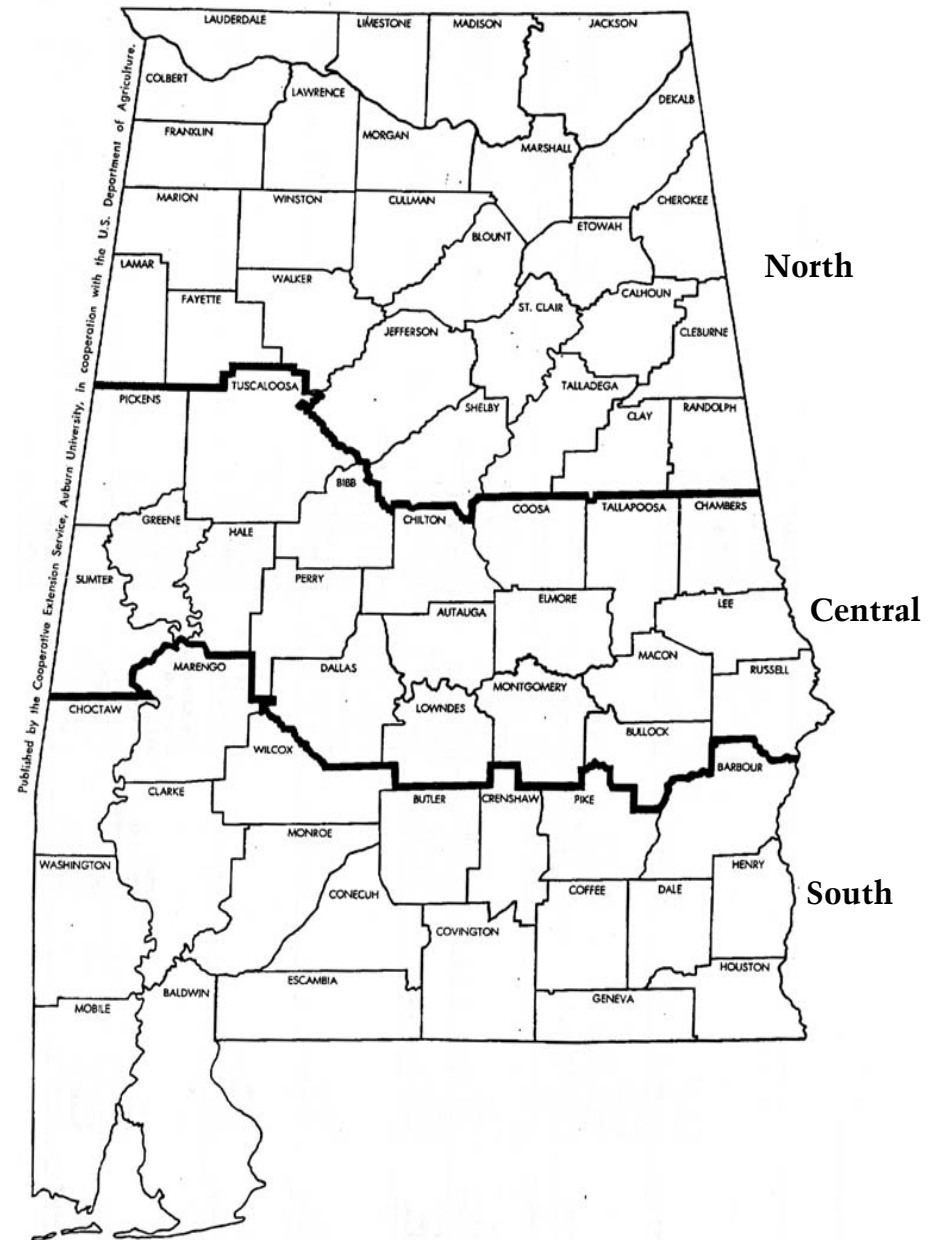 Published by the Cooperative Extension Service, Auburn University, in cooperation with the U.S. Department of Agriculture.
LAUDERDALE
LIMESTONE
MADISON
JACKSON
COLBERT
LAWRENCE
DEKALB
FRANKLIN
MORGAN
MARSHALL
MARION
WINSTON
CULLMAN
CHEROKEE
BLOUNT
ETOWAH
LAMAR
North
WALKER
FAYETTE
ST. CLAIR
CALHOUN
JEFFERSON
CLEBURNE
PICKENS
TUSCALOOSA
TALLADEGA
SHELBY
CLAY
RANDOLPH
BIBB
GREENE
HALE
CHILTON
COOSA
TALLAPOOSA
CHAMBERS
SUMTER
PERRY
AUTAUGA
ELMORE
LEE
Central
MARENGO
DALLAS
MACON
RUSSELL
CHOCTAW
LOWNDES
MONTGOMERY
WILCOX
BULLOCK
BARBOUR
CLARKE
BUTLER
CRENSHAW
PIKE
MONROE
WASHINGTON
HENRY
CONECUH
COFFEE
DALE
South
COVINGTON
HOUSTON
ESCAMBIA
BALDWIN
GENEVA
MOBILE